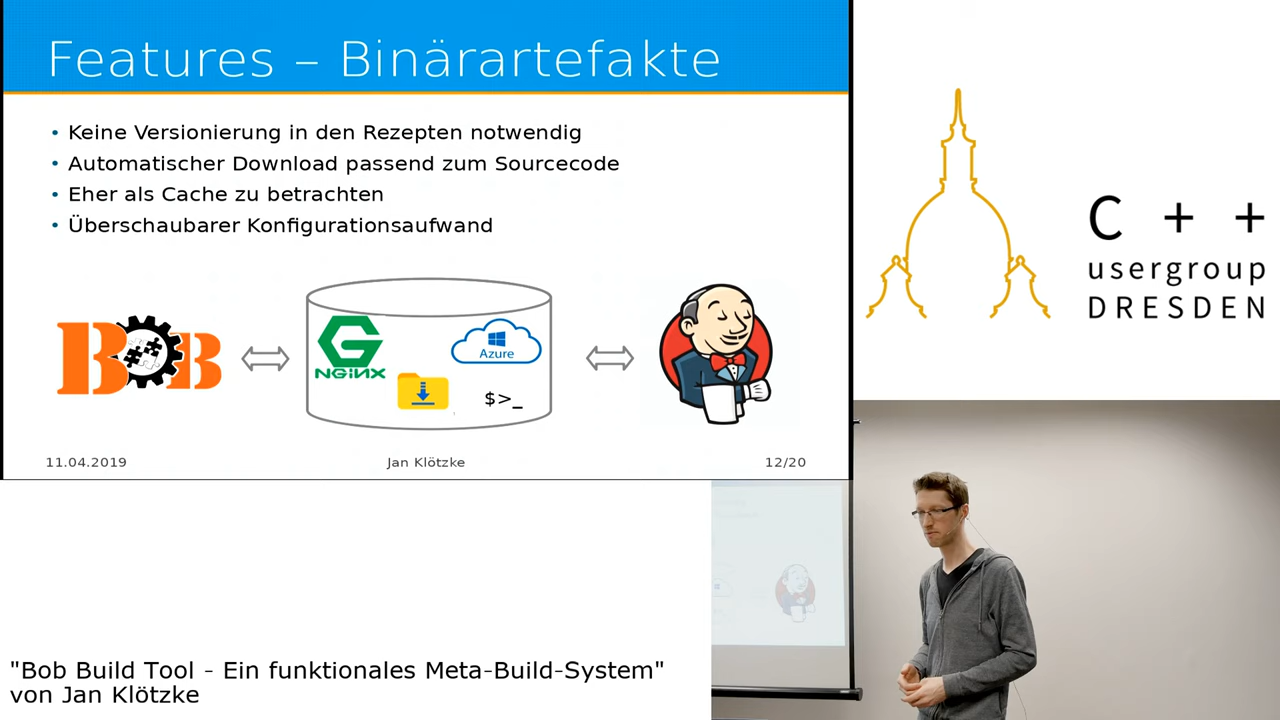 Features – Binärartefakte
• Keine Versionierung in den Rezepten notwendig
• Automatischer Download passend zum Sourcecode
• Eher als Cache zu betrachten
• Überschaubarer Konfigurationsaufwand
BOB
NGINX
Azure
$>_
11.04.2019
Jan Klötzke
12/20
C + +
usergroup
DRESDEN
"Bob Build Tool - Ein funktionales Meta-Build-System"
von Jan Klötzke